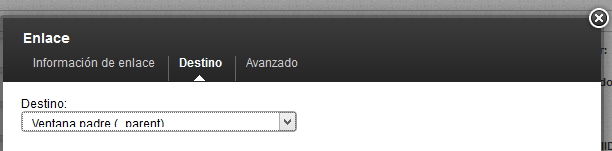 Enlace
Información de enlace
Destino
Avanzado
Destino:
Ventana padre (_parent)